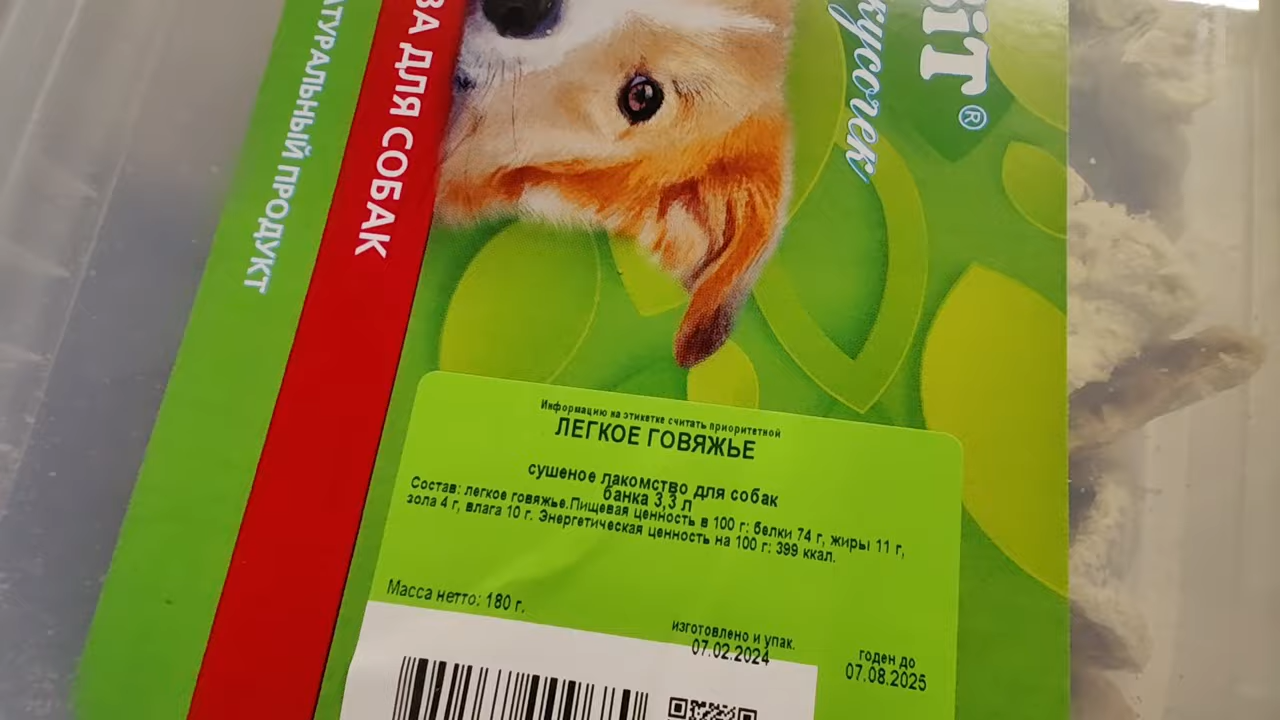 кусочек
®
ДЛЯ СОБАК
НАТУРАЛЬНЫЙ ПРОДУКТ
Информацию на этикетке считать приоритетной
ЛЕГКОЕ ГОВЯЖЬЕ
сушеное лакомство для собак
банка 3,3 л
Состав: легкое говяжье.Пищевая ценность в 100 г: белки 74 г, жиры 11 г,
зола 4 г, влага 10 г. Энергетическая ценность на 100 г: 399 ккал.
Масса нетто: 180 г.
изготовлено и упак.
07.02.2024
годен до
07.08.2025